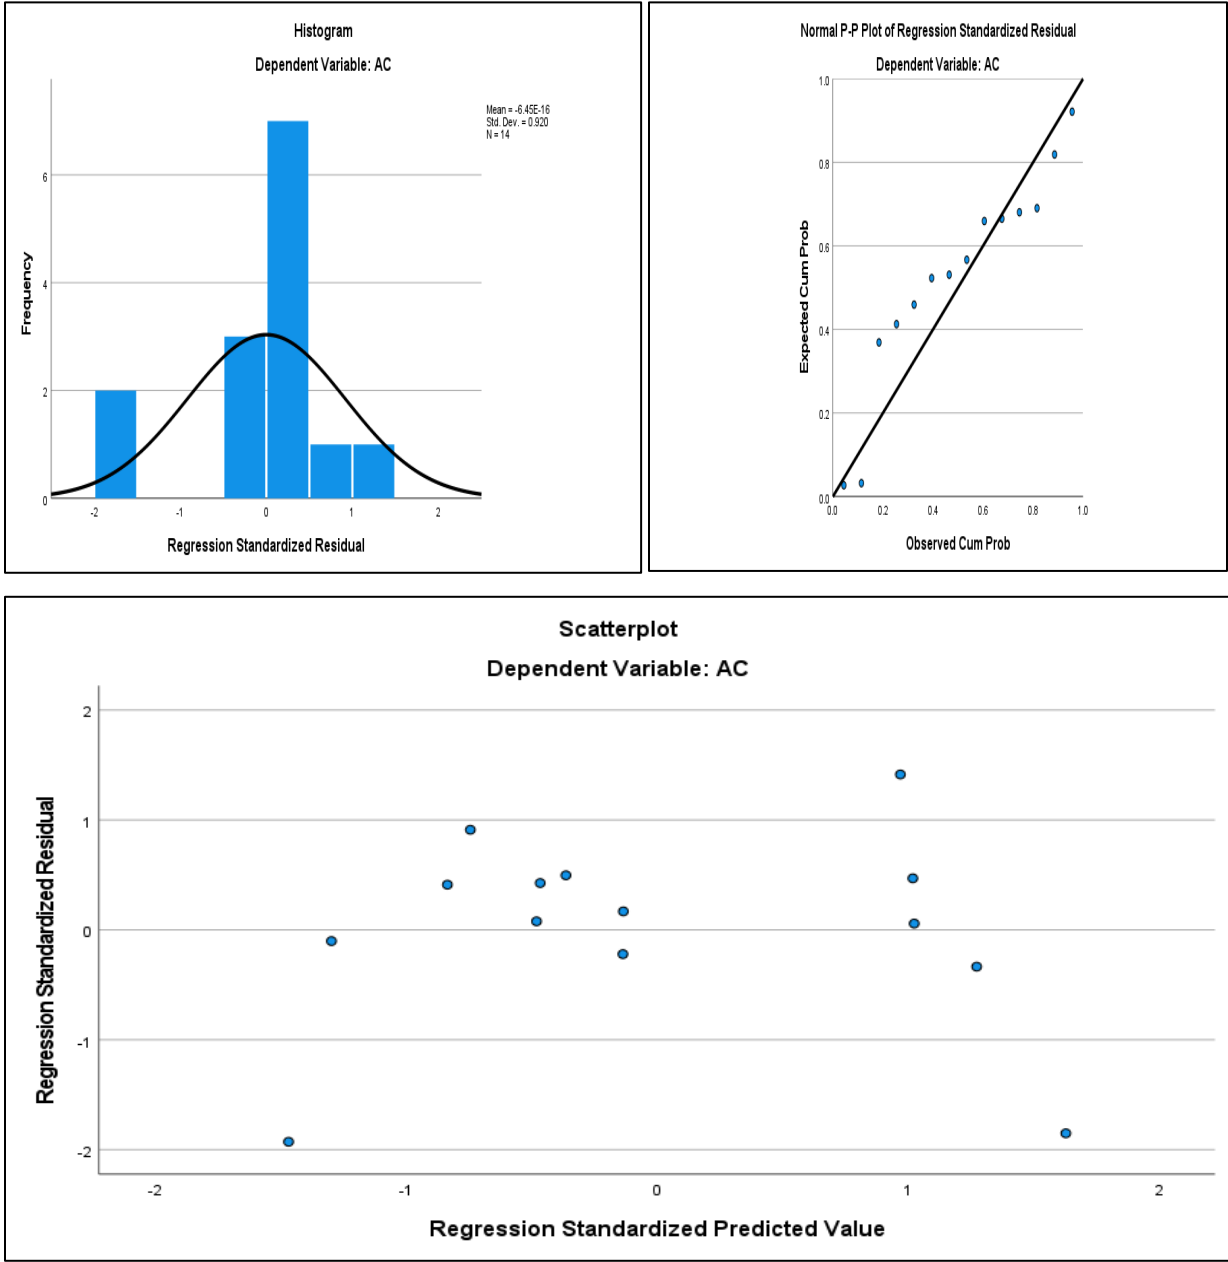 Histogram
Dependent Variable: AC
Mean = -6.45E-16
Std. Dev. = 0.920
N = 14
Frequency
6
4
2
0
-2 -1 0 1 2
Regression Standardized Residual
Normal P-P Plot of Regression Standardized Residual
Dependent Variable: AC
Expected Cum Prob
1.0
0.8
0.6
0.4
0.2
0.0
0.0 0.2 0.4 0.6 0.8 1.0
Observed Cum Prob
Scatterplot
Dependent Variable: AC
Regression Standardized Residual
2
1
0
-1
-2
-2 -1 0 1 2
Regression Standardized Predicted Value